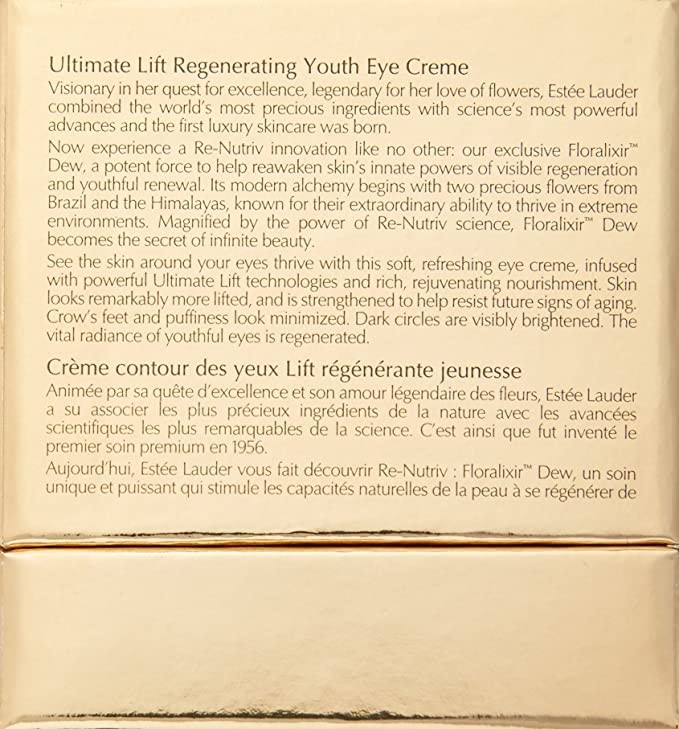 Ultimate Lift Regenerating Youth Eye Creme
Visionary in her quest for excellence, legendary for her love of flowers, Estée Lauder
combined the world's most precious ingredients with science's most powerful
advances and the first luxury skincare was born.
Now experience a Re-Nutriv innovation like no other: our exclusive Floralixir™
Dew, a potent force to help reawaken skin's innate powers of visible regeneration
and youthful renewal. Its modern alchemy begins with two precious flowers from
Brazil and the Himalayas, known for their extraordinary ability to thrive in extreme
environments. Magnified by the power of Re-Nutriv science, Floralixir™ Dew
becomes the secret of infinite beauty.
See the skin around your eyes thrive with this soft, refreshing eye creme, infused
with powerful Ultimate Lift technologies and rich, rejuvenating nourishment. Skin
looks remarkably more lifted, and is strengthened to help resist future signs of aging.
Crow's feet and puffiness look minimized. Dark circles are visibly brightened. The
vital radiance of youthful eyes is regenerated.
Crème contour des yeux Lift régénérante jeunesse
Animée par sa quête d'excellence et son amour légendaire des fleurs, Estée Lauder
a su associer les plus précieux ingrédients de la nature avec les avancées
scientifiques les plus remarquables de la science. C'est ainsi que fut inventé le
premier soin premium en 1956.
Aujourd'hui, Estée Lauder vous fait découvrir Re-Nutriv : Floralixir™ Dew, un soin
unique et puissant qui stimule les capacités naturelles de la peau à se régénérer de